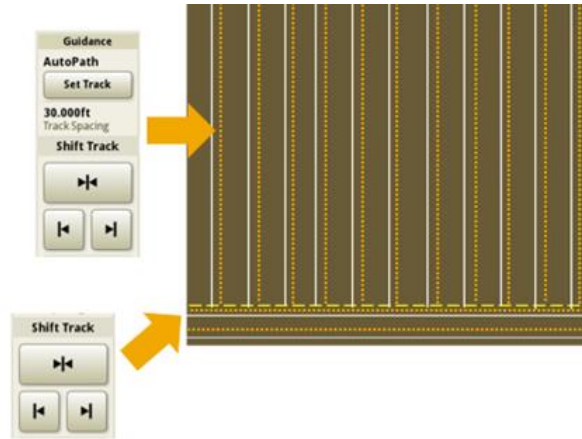 Guidance
AutoPath
Set Track
30.000ft
Track Spacing
Shift Track
Shift Track